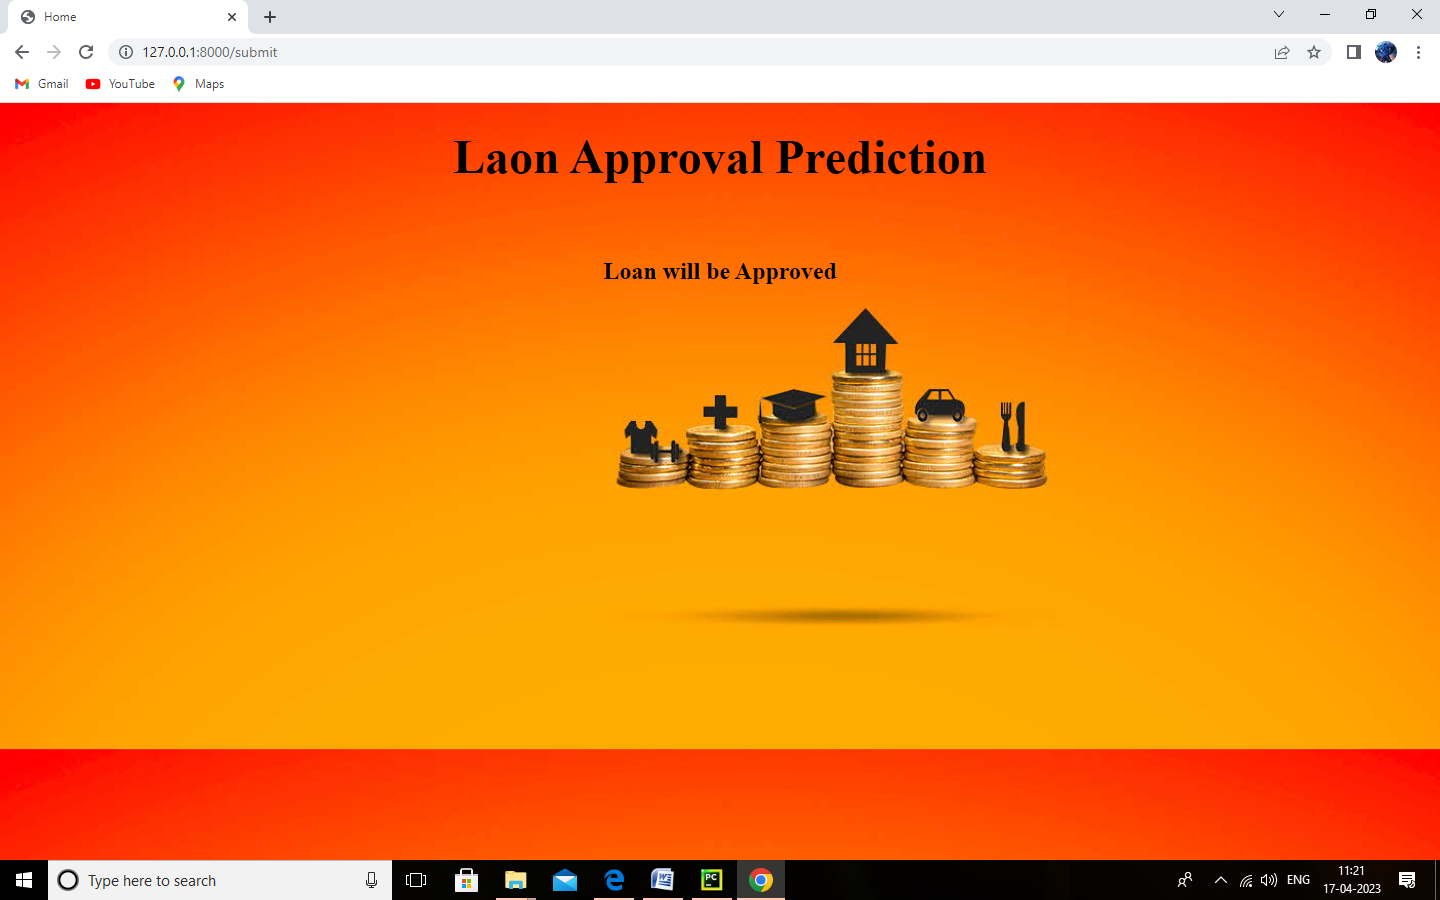 Home
127.0.0.1:8000/submit
Gmail YouTube Maps
Laon Approval Prediction
Loan will be Approved
Type here to search
PC
ENG
11:21
17-04-2023